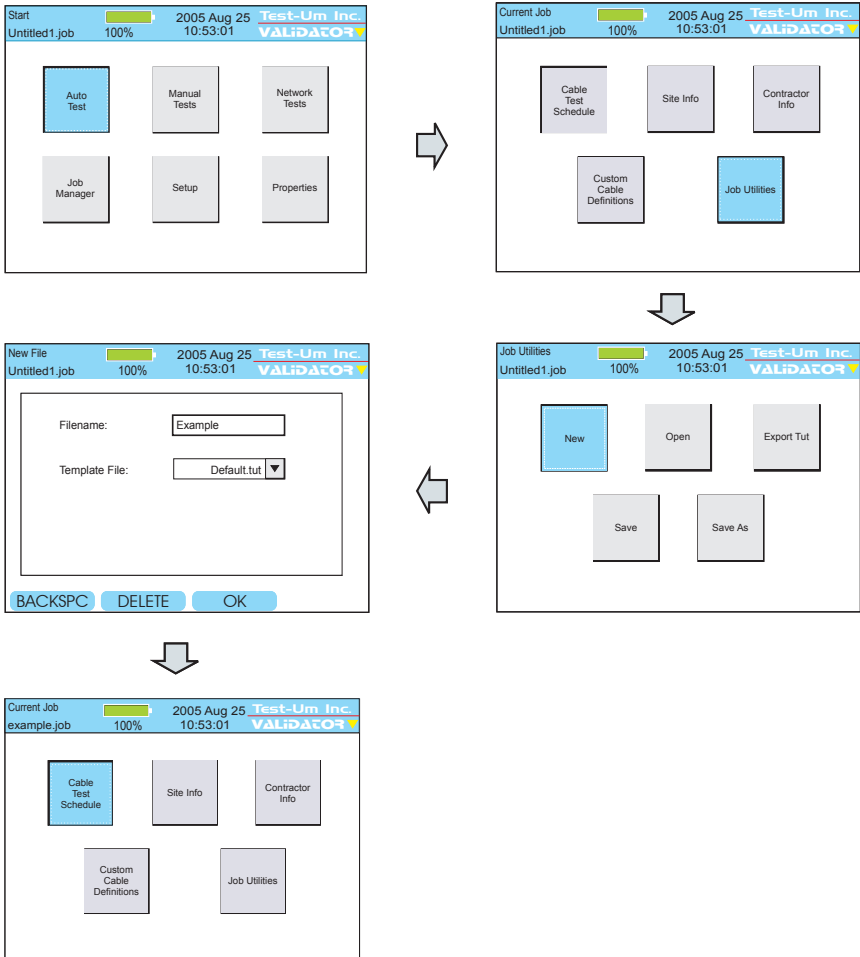 Start
2005 Aug 25
Test-Um Inc.
Untitled1.job
100%
10:53:01
VALiDATOR
Auto
Test
Manual
Tests
Network
Tests
Job
Manager
Setup
Properties
Current Job
2005 Aug 25
Test-Um Inc.
Untitled1.job
100%
10:53:01
VALiDATOR
Cable
Test
Schedule
Site Info
Contractor
Info
Custom
Cable
Definitions
Job Utilities
Job Utilities
2005 Aug 25
Test-Um Inc.
Untitled1.job
100%
10:53:01
VALiDATOR
New
Open
Export Tut
Save
Save As
New File
2005 Aug 25
Test-Um Inc.
Untitled1.job
100%
10:53:01
VALiDATOR
Filename:
Example
Template File:
Default.tut
BACKSPC
DELETE
OK
Current Job
2005 Aug 25
Test-Um Inc.
example.job
100%
10:53:01
VALiDATOR
Cable
Test
Schedule
Site Info
Contractor
Info
Custom
Cable
Definitions
Job Utilities